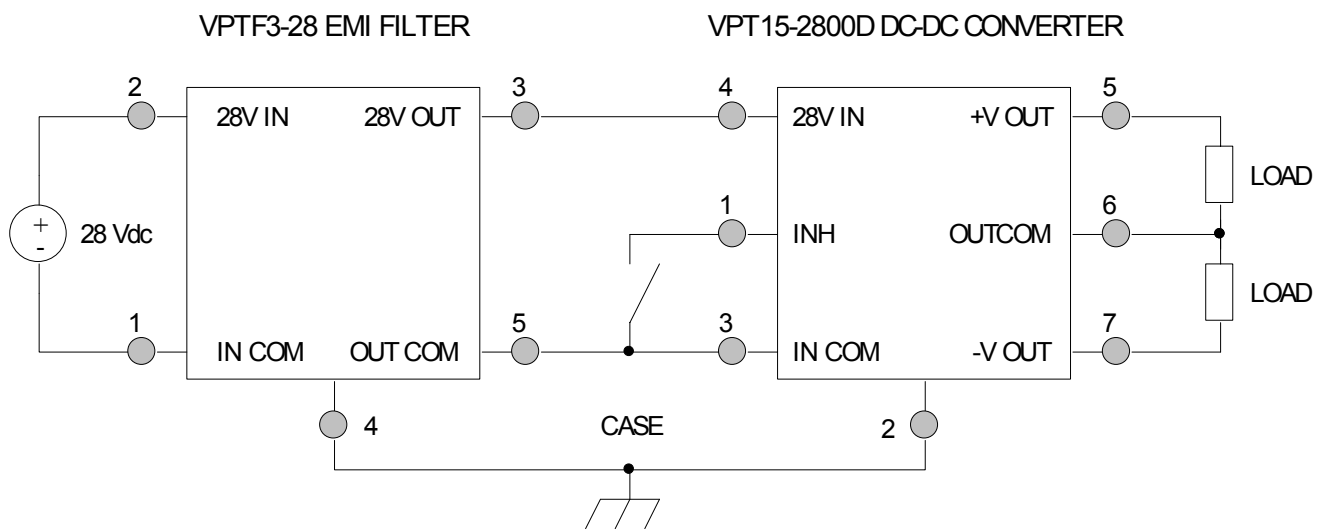 VPTF3-28 EMI FILTER
VPT15-2800D DC-DC CONVERTER
2
28V IN
28V OUT
3
4
28V IN
+V OUT
5
LOAD
+
-
28 Vdc
1
INH
OUTCOM
6
LOAD
1
IN COM
OUT COM
5
3
IN COM
-V OUT
7
4
CASE
2